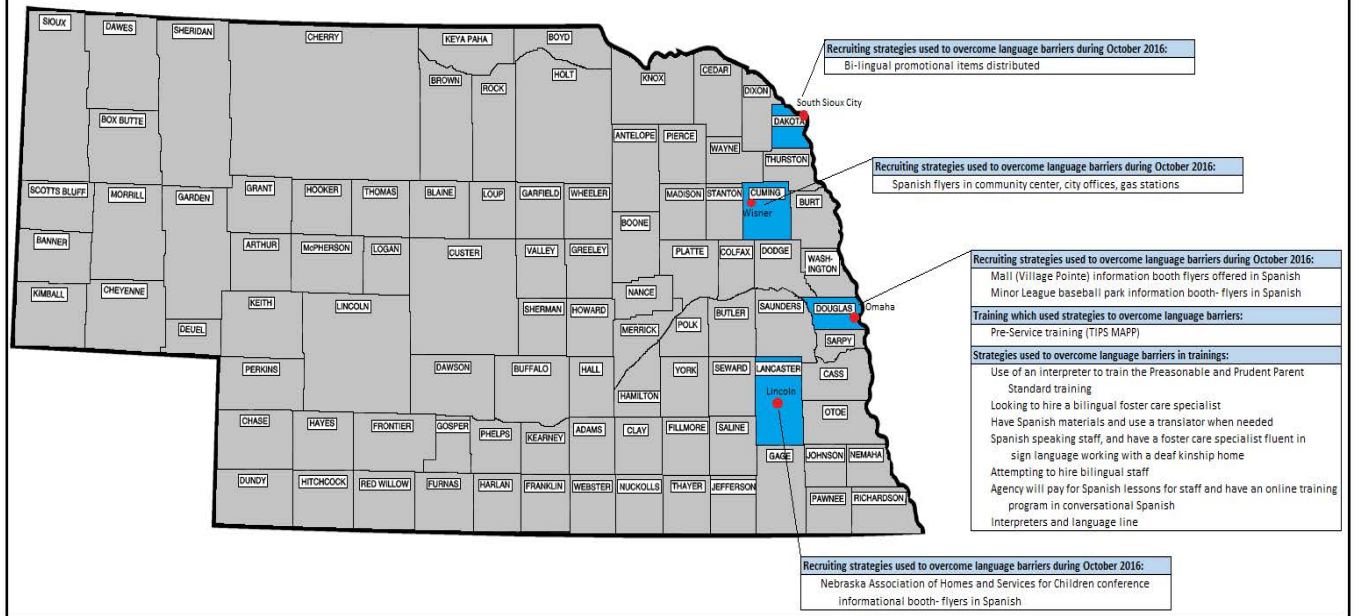 SIOUX
DAWES
SHERIDAN
CHERRY
KEYA PAHA
BOYD
BROWN
ROCK
HOLT
KNOX
CEDAR
DIXON
DAKOTA
South Sioux City
BOX BUTTE
ANTELOPE
PIERCE
WAYNE
THURSTON
SCOTTS BLUFF
MORRILL
GARDEN
GRANT
HOOKER
THOMAS
BLAINE
LOUP
GARFIELD
WHEELER
BOONE
MADISON
STANTON
CUMING
Wisner
BURT
BANNER
ARTHUR
McPHERSON
LOGAN
CUSTER
VALLEY
GREELEY
PLATTE
COLFAX
DODGE
WASH-
INGTON
KIMBALL
CHEYENNE
DEUEL
KEITH
LINCOLN
SHERMAN
HOWARD
NANCE
MERRICK
POLK
BUTLER
SAUNDERS
DOUGLAS
Omaha
SARPY
PERKINS
DAWSON
BUFFALO
HALL
HAMILTON
YORK
SEWARD
LANCASTER
Lincoln
CASS
OTOE
CHASE
HAYES
FRONTIER
GOSPER
PHELPS
KEARNEY
ADAMS
CLAY
FILLMORE
SALINE
GAGE
JOHNSON
NEMAHA
DUNDY
HITCHCOCK
RED WILLOW
FURNAS
HARLAN
FRANKLIN
WEBSTER
NUCKOLLS
THAYER
JEFFERSON
PAWNEE
RICHARDSON
Recruiting strategies used to overcome language barriers during October 2016:
Bi-lingual promotional items distributed
Recruiting strategies used to overcome language barriers during October 2016:
Spanish flyers in community center, city offices, gas stations
Recruiting strategies used to overcome language barriers during October 2016:
Mall (Village Pointe) information booth flyers offered in Spanish
Minor League baseball park information booth- flyers in Spanish
Training which used strategies to overcome language barriers:
Pre-Service training (TIPS MAPP)
Strategies used to overcome language barriers in trainings:
Use of an interpreter to train the Preasonable and Prudent Parent
Standard training
Looking to hire a bilingual foster care specialist
Have Spanish materials and use a translator when needed
Spanish speaking staff, and have a foster care specialist fluent in
sign language working with a deaf kinship home
Attempting to hire bilingual staff
Agency will pay for Spanish lessons for staff and have an online training
program in conversational Spanish
Interpreters and language line
Recruiting strategies used to overcome language barriers during October 2016:
Nebraska Association of Homes and Services for Children conference
informational booth- flyers in Spanish